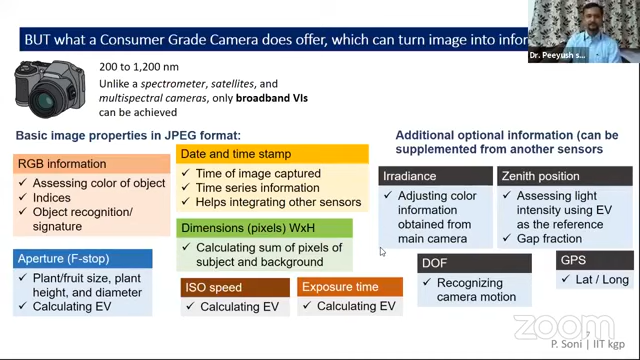 BUT what a Consumer Grade Camera does offer, which can turn image into infor
Dr. Peeyush s...
200 to 1,200 nm
Unlike a spectrometer, satellites, and
multispectral cameras, only broadband VIs
can be achieved
Basic image properties in JPEG format:
RGB information
✓ Assessing color of object
✓ Indices
✓ Object recognition/
signature
Date and time stamp
✓ Time of image captured
✓ Time series information
✓ Helps integrating other sensors
Dimensions (pixels) WxH
✓ Calculating sum of pixels of
subject and background
Aperture (F-stop)
✓ Plant/fruit size, plant
height, and diameter
✓ Calculating EV
ISO speed
✓ Calculating EV
Exposure time
✓ Calculating EV
Additional optional information (can be
supplemented from another sensors
Irradiance
✓ Adjusting color
information
obtained from
main camera
Zenith position
✓ Assessing light
intensity using EV
as the reference
✓ Gap fraction
DOF
✓ Recognizing
camera motion
GPS
✓ Lat / Long
zoom
7
P. Soni | IIT kgp